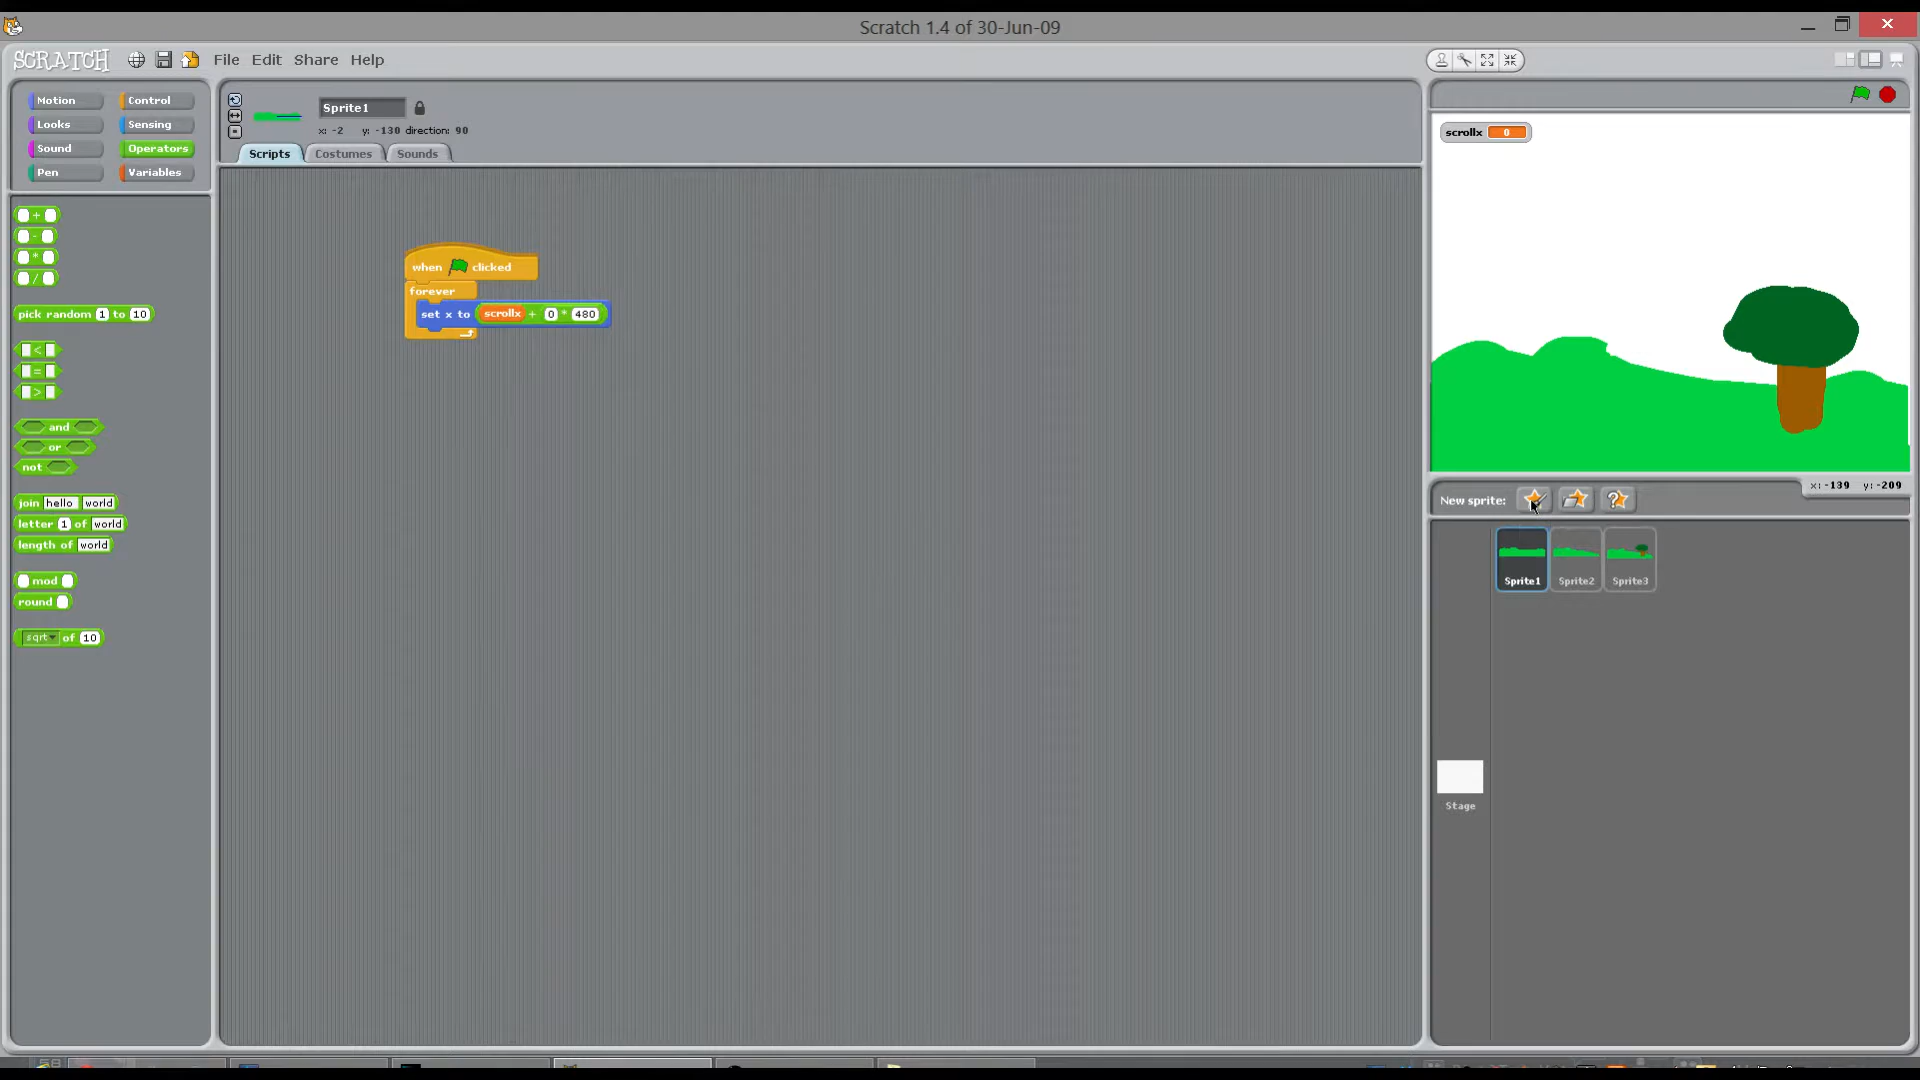 Scratch 1.4 of 30-Jun-09
SCRATCH File Edit Share Help
Motion Control
Looks Sensing
Sound Operators
Pen Variables
Sprite1
x: -2 y: -130 direction: 90
Scripts Costumes Sounds
+
-
*
/
pick random 1 to 10
<
=
>
and
or
not
join hello world
letter 1 of world
length of world
mod
round
sqrt of 10
when clicked
forever
set x to scrollx + 0 * 480
scrollx 0
x: -139 y: -209
New sprite:
Sprite1 Sprite2 Sprite3
Stage